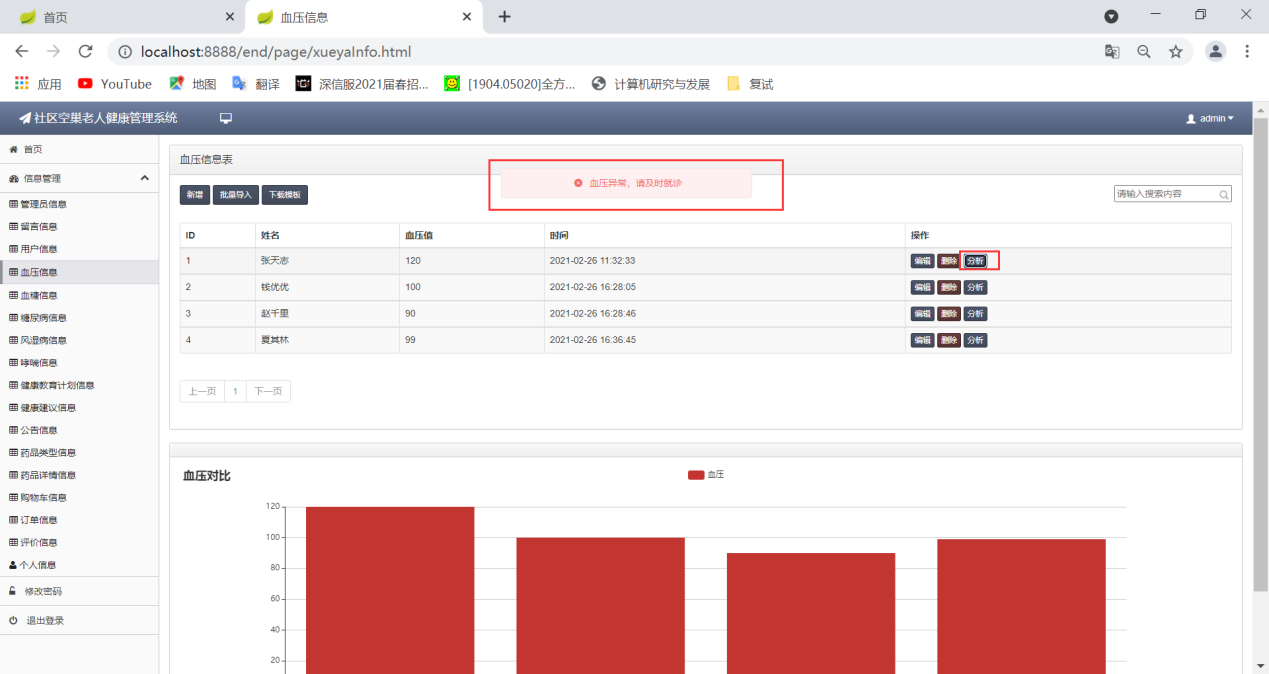 首页
血压信息
localhost:8888/end/page/xueyaInfo.html
应用 YouTube 地图 翻译 深信服2021届春招... [1904.05020]全方... 计算机研究与发展 复试
社区空巢老人健康管理系统
admin
首页
信息管理
管理员信息
留言信息
用户信息
血压信息
血糖信息
糖尿病信息
风湿病信息
哮喘信息
健康教育计划信息
健康建议信息
公告信息
药品类型信息
药品详情信息
购物车信息
订单信息
评价信息
个人信息
修改密码
退出登录
血压信息表
血压异常，请及时就诊
新增 批量导入 下载模板
请输入搜索内容
ID 姓名 血压值 时间 操作
1 张天志 120 2021-02-26 11:32:33 编辑 删除 分析
2 钱优优 100 2021-02-26 16:28:05 编辑 删除 分析
3 赵千里 90 2021-02-26 16:28:46 编辑 删除 分析
4 夏其林 99 2021-02-26 16:36:45 编辑 删除 分析
上一页 1 下一页
血压对比
血压
120
100
80
60
40
20